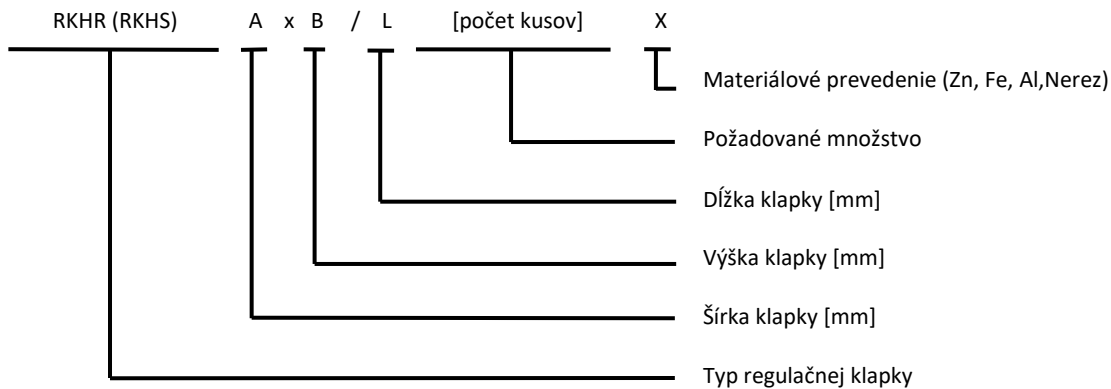 RKHR (RKHS) A x B / L [počet kusov] X
Materiálové prevedenie (Zn, Fe, Al,Nerez)
Požadované množstvo
Dĺžka klapky [mm]
Výška klapky [mm]
Šírka klapky [mm]
Typ regulačnej klapky